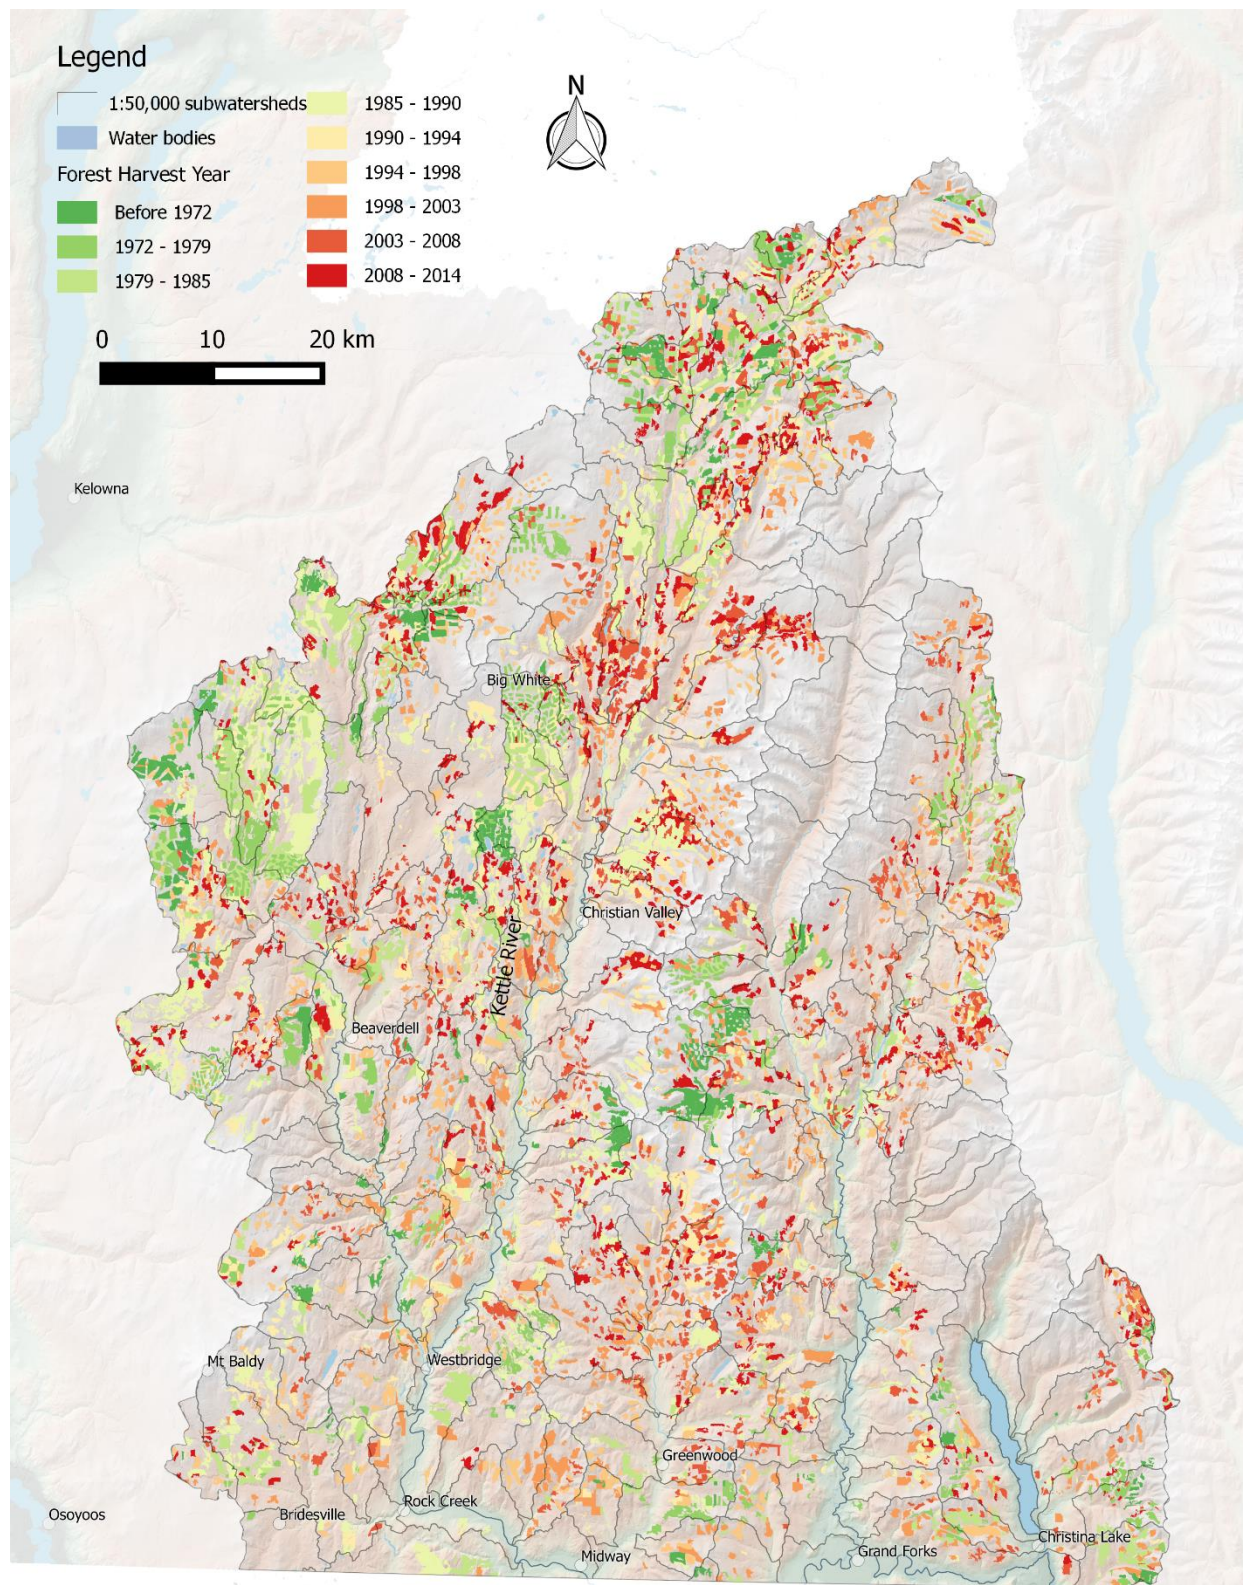 Legend
1:50,000 subwatersheds
Water bodies
Forest Harvest Year
Before 1972
1972 - 1979
1979 - 1985
1985 - 1990
1990 - 1994
1994 - 1998
1998 - 2003
2003 - 2008
2008 - 2014
N
0 10 20 km
Kelowna
Big White
Christian Valley
Kettle River
Beaverdell
Mt Baldy
Westbridge
Greenwood
Rock Creek
Osoyoos
Bridesville
Christina Lake
Grand Forks
Midway